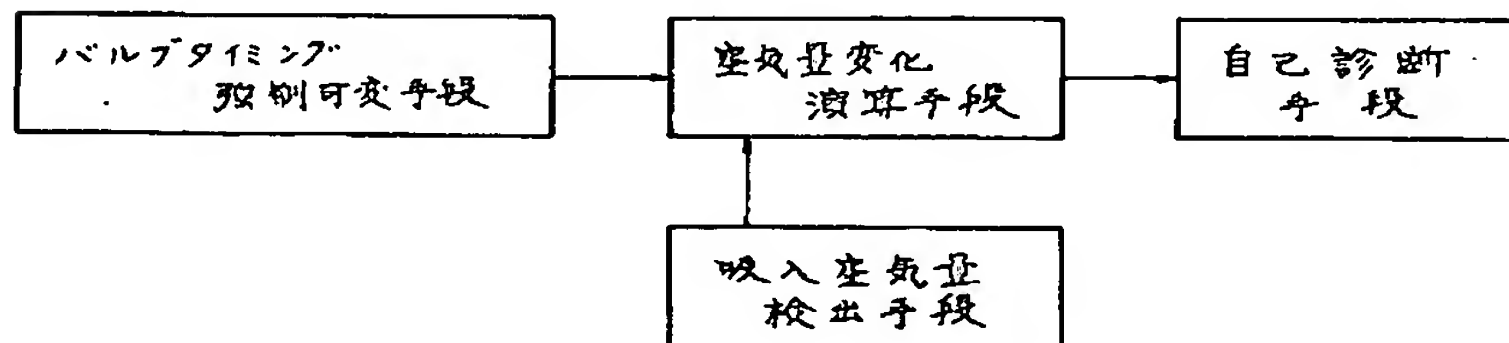 バルブタイミング
強制可変手段
空気量変化
演算手段
自己診断
手段
吸入空気量
検出手段